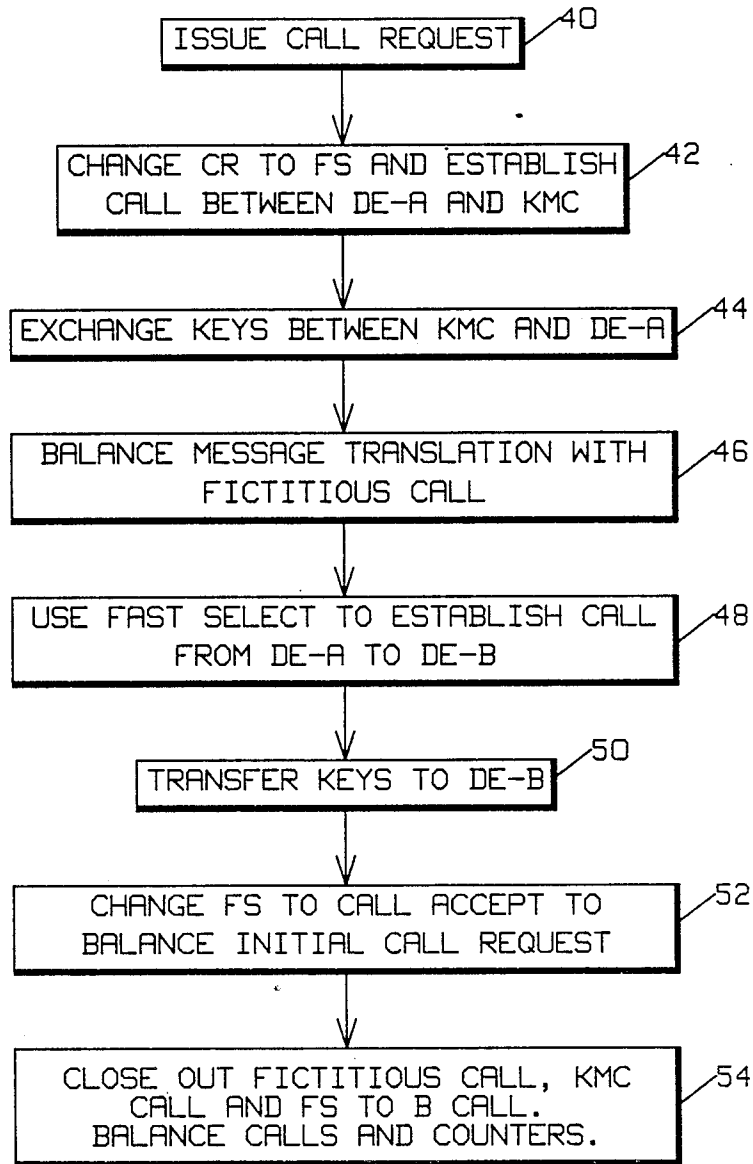 ISSUE CALL REQUEST
40
CHANGE CR TO FS AND ESTABLISH
CALL BETWEEN DE-A AND KMC
42
EXCHANGE KEYS BETWEEN KMC AND DE-A
44
BALANCE MESSAGE TRANSLATION WITH
FICTITIOUS CALL
46
USE FAST SELECT TO ESTABLISH CALL
FROM DE-A TO DE-B
48
TRANSFER KEYS TO DE-B
50
CHANGE FS TO CALL ACCEPT TO
BALANCE INITIAL CALL REQUEST
52
CLOSE OUT FICTITIOUS CALL, KMC
CALL AND FS TO B CALL.
BALANCE CALLS AND COUNTERS.
54